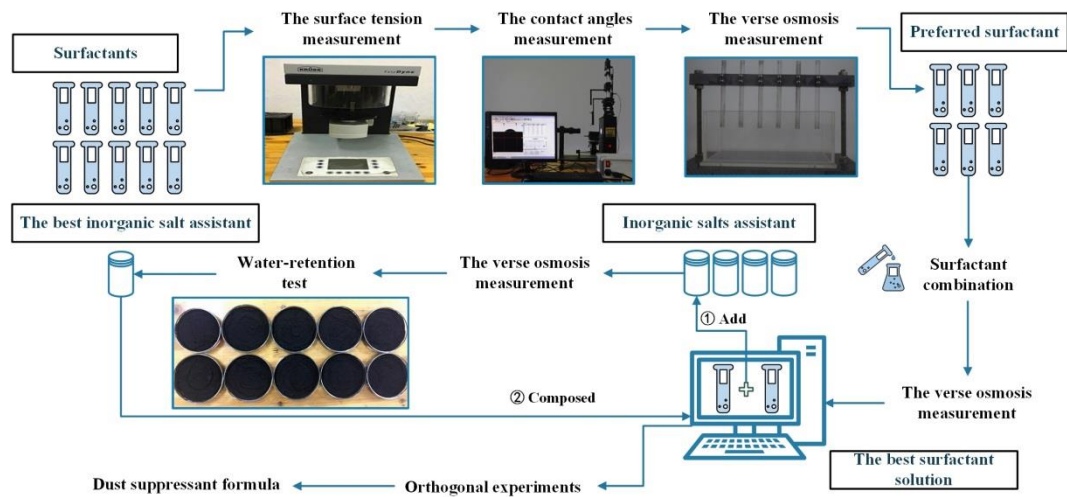 The surface tension
measurement
The contact angles
measurement
The verse osmosis
measurement
Preferred surfactant
Surfactants
KRÜSS
The best inorganic salt assistant
Inorganic salts assistant
Water-retention
test
The verse osmosis
measurement
Surfactant
combination
① Add
② Composed
The verse osmosis
measurement
The best surfactant
solution
Dust suppressant formula
Orthogonal experiments